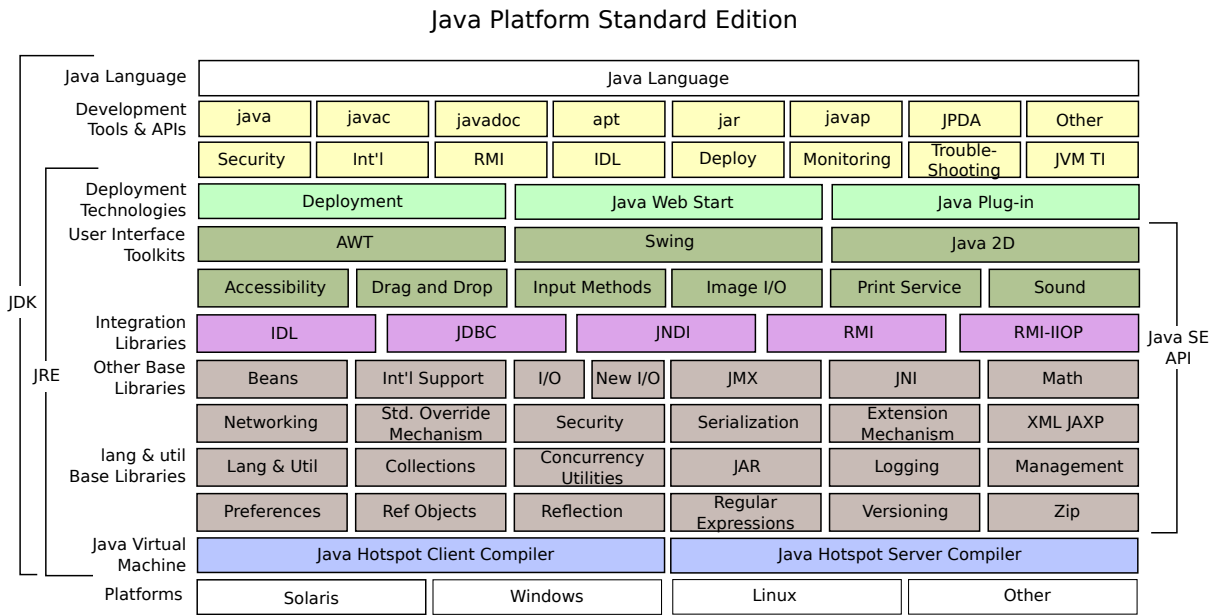 Java Platform Standard Edition
Java Language
Java Language
Development
Tools & APIs
java
javac
javadoc
apt
jar
javap
JPDA
Other
Security
Int'l
RMI
IDL
Deploy
Monitoring
Trouble-
Shooting
JVM TI
Deployment
Technologies
Deployment
Java Web Start
Java Plug-in
User Interface
Toolkits
AWT
Swing
Java 2D
Accessibility
Drag and Drop
Input Methods
Image I/O
Print Service
Sound
JDK
Integration
Libraries
IDL
JDBC
JNDI
RMI
RMI-IIOP
Java SE
API
JRE
Other Base
Libraries
Beans
Int'l Support
I/O
New I/O
JMX
JNI
Math
Networking
Std. Override
Mechanism
Security
Serialization
Extension
Mechanism
XML JAXP
lang & util
Base Libraries
Lang & Util
Collections
Concurrency
Utilities
JAR
Logging
Management
Preferences
Ref Objects
Reflection
Regular
Expressions
Versioning
Zip
Java Virtual
Machine
Java Hotspot Client Compiler
Java Hotspot Server Compiler
Platforms
Solaris
Windows
Linux
Other